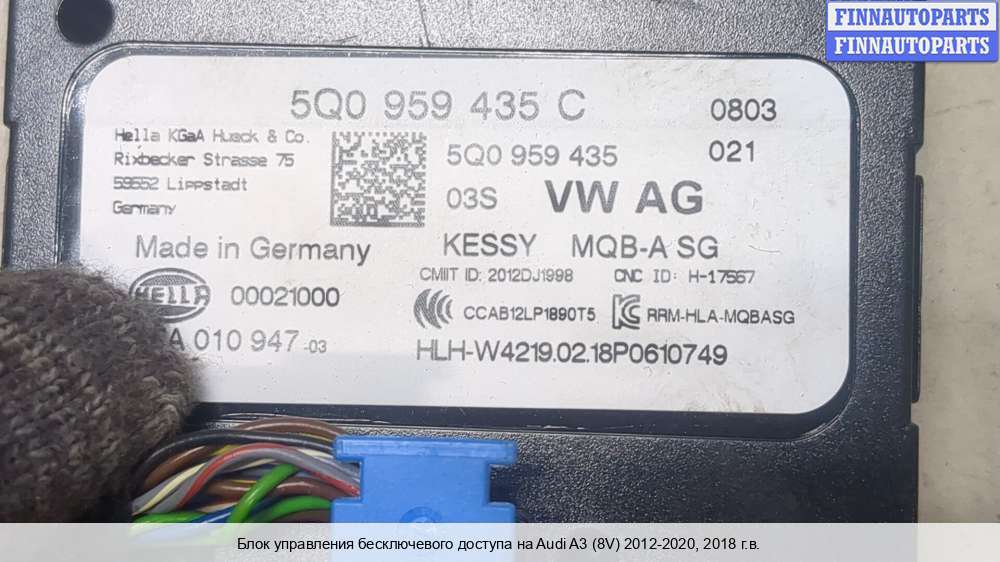 FINNAUTOPARTS
FINNAUTOPARTS
5Q0 959 435 C 0803
Hella KGaA Hueck & Co.
Rixbecker Strasse 75
59552 Lippstadt
Germany
5Q0 959 435 021
03S VW AG
Made in Germany KESSY MQB-A SG
CMIIT ID: 2012DJ1998 CNC ID: H-17567
HELLA 00021000
CCAB12LP1890T5 RRM-HLA-MQBASG
A 010 947-03
HLH-W4219.02.18P0610749
Блок управления бесключевого доступа на Audi A3 (8V) 2012-2020, 2018 г.в.